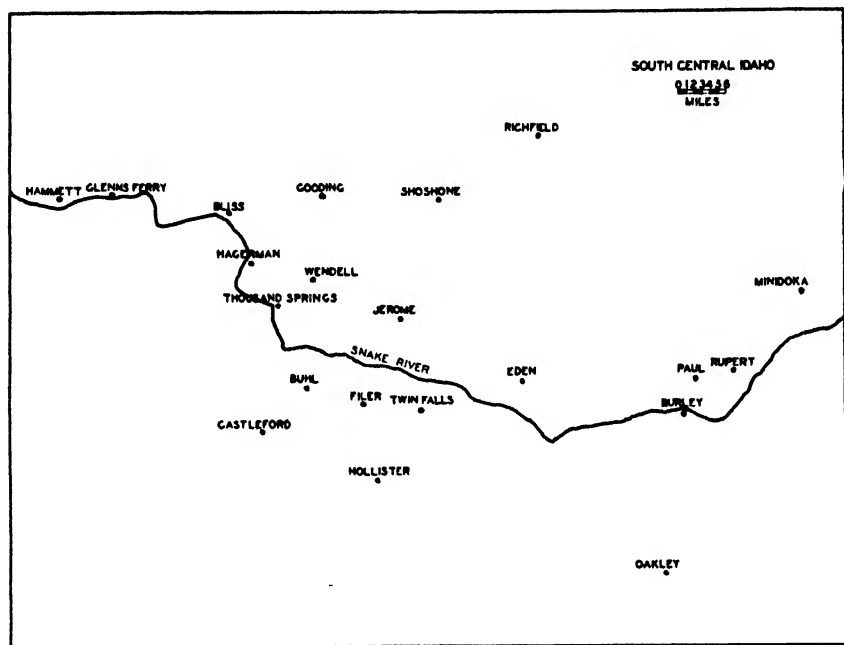 SOUTH CENTRAL IDAHO
0123456
MILES
RICHFIELD
HAMMETT
GLENNS FERRY
BLISS
GOODING
SHOSHONE
HAGERMAN
WENDELL
THOUSAND SPRINGS
JEROME
MINIDOKA
SNAKE RIVER
BUHL
FILER
TWIN FALLS
EDEN
PAUL
RUPERT
BURLEY
CASTLEFORD
HOLLISTER
OAKLEY